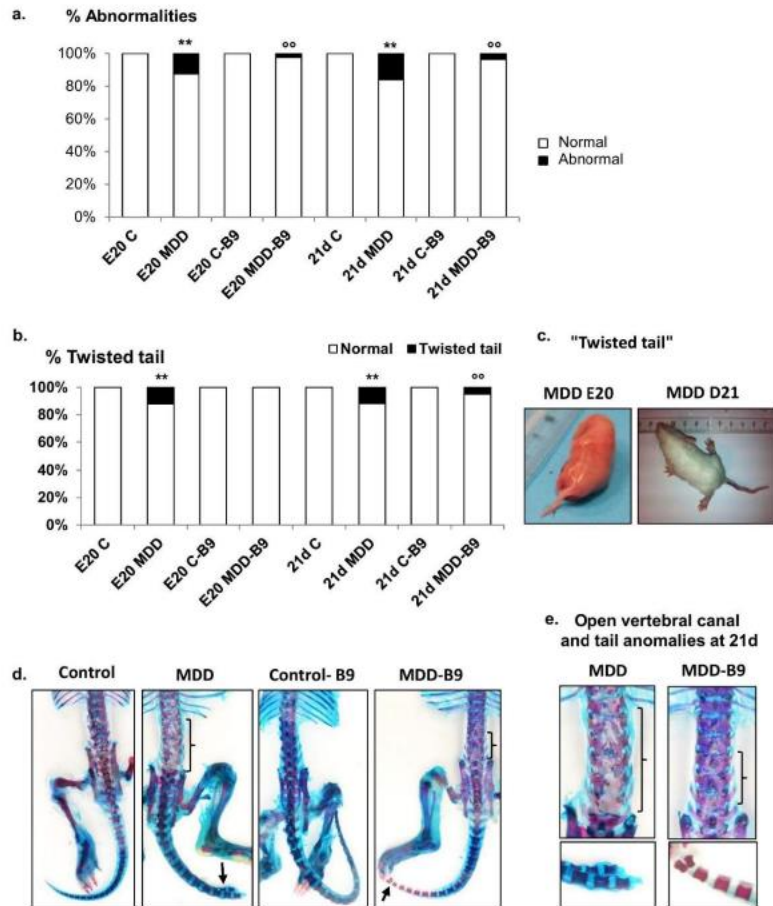 a.
% Abnormalities
100%
80%
60%
40%
20%
0%
**
°°
**
°°
E20 C
E20 MDD
E20 C-B9
E20 MDD-B9
21d C
21d MDD
21d C-B9
21d MDD-B9
Normal
Abnormal
b.
% Twisted tail
Normal
Twisted tail
100%
80%
60%
40%
20%
0%
**
**
°°
E20 C
E20 MDD
E20 C-B9
E20 MDD-B9
21d C
21d MDD
21d C-B9
21d MDD-B9
c.
"Twisted tail"
MDD E20
MDD D21
d.
Control
MDD
Control- B9
MDD-B9
e.
Open vertebral canal
and tail anomalies at 21d
MDD
MDD-B9